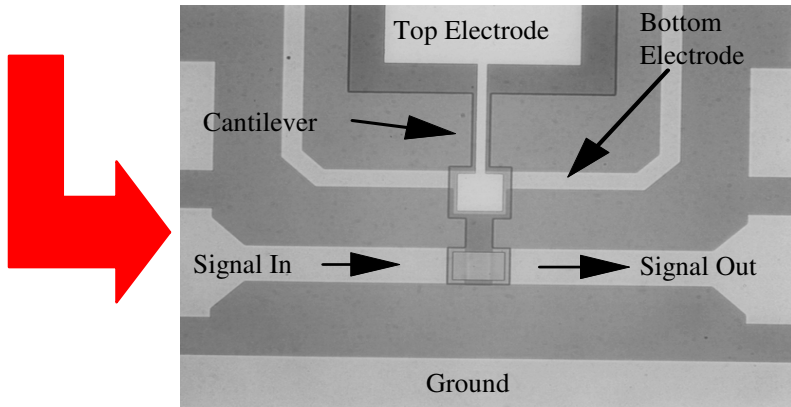 Top Electrode
Bottom
Electrode
Cantilever
Signal In
Signal Out
Ground